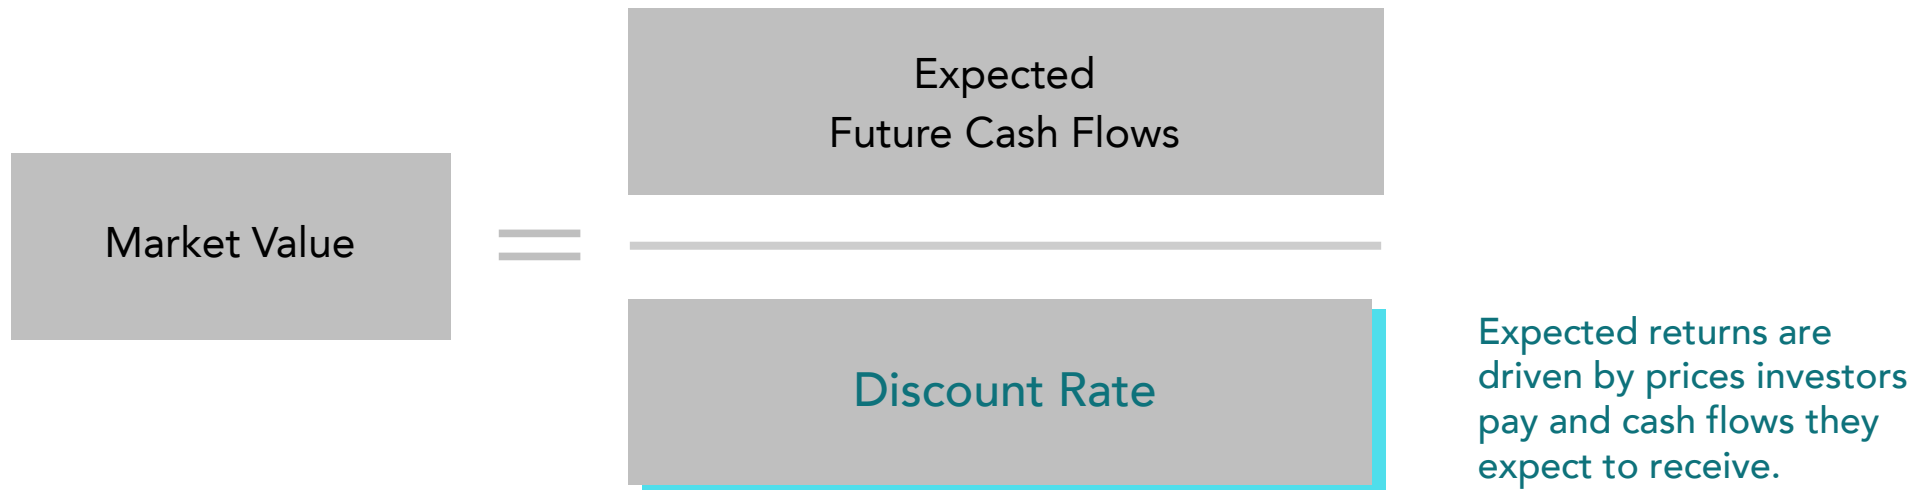 Expected
Future Cash Flows
Market Value
=
Discount Rate
Expected returns are
driven by prices investors
pay and cash flows they
expect to receive.